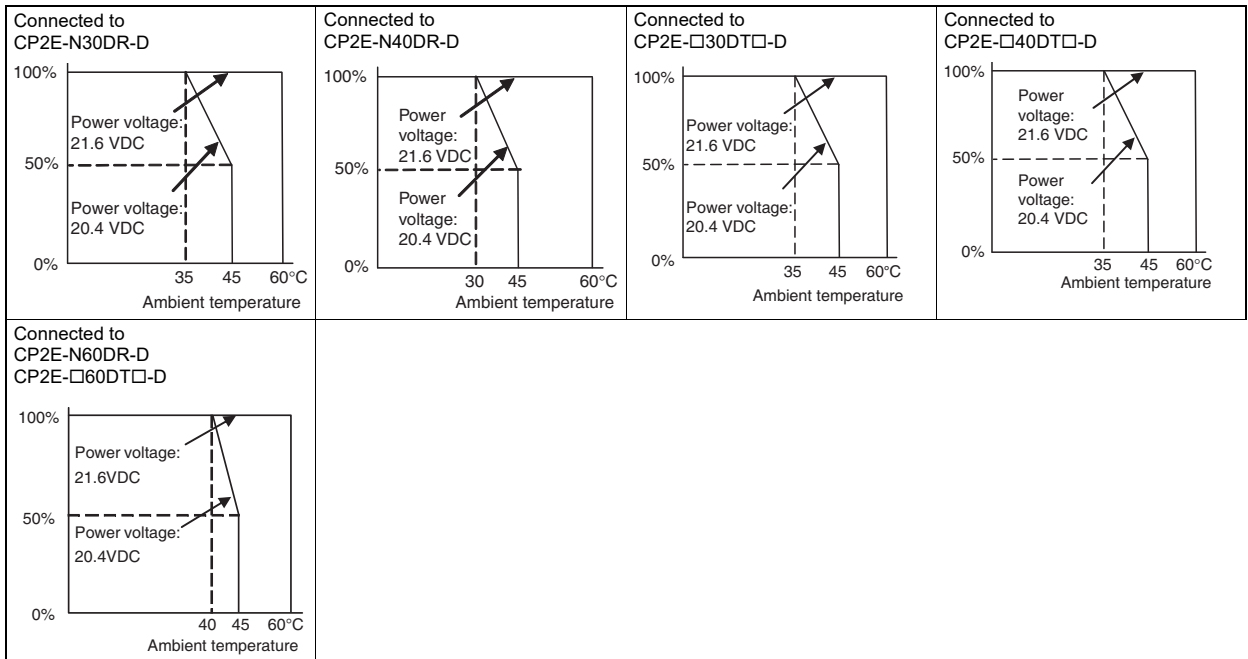 Connected to
CP2E-N30DR-D
100%
Power voltage:
21.6 VDC
50%
Power voltage:
20.4 VDC
0%
35 45 60°C
Ambient temperature
Connected to
CP2E-N40DR-D
100%
Power
voltage:
21.6 VDC
50%
Power
voltage:
20.4 VDC
0%
30 45 60°C
Ambient temperature
Connected to
CP2E-□30DT□-D
100%
Power voltage:
21.6 VDC
50%
Power voltage:
20.4 VDC
0%
35 45 60°C
Ambient temperature
Connected to
CP2E-□40DT□-D
100%
Power
voltage:
21.6 VDC
50%
Power
voltage:
20.4 VDC
0%
35 45 60°C
Ambient temperature
Connected to
CP2E-N60DR-D
CP2E-□60DT□-D
100%
Power voltage:
21.6VDC
50%
Power voltage:
20.4VDC
0%
40 45 60°C
Ambient temperature